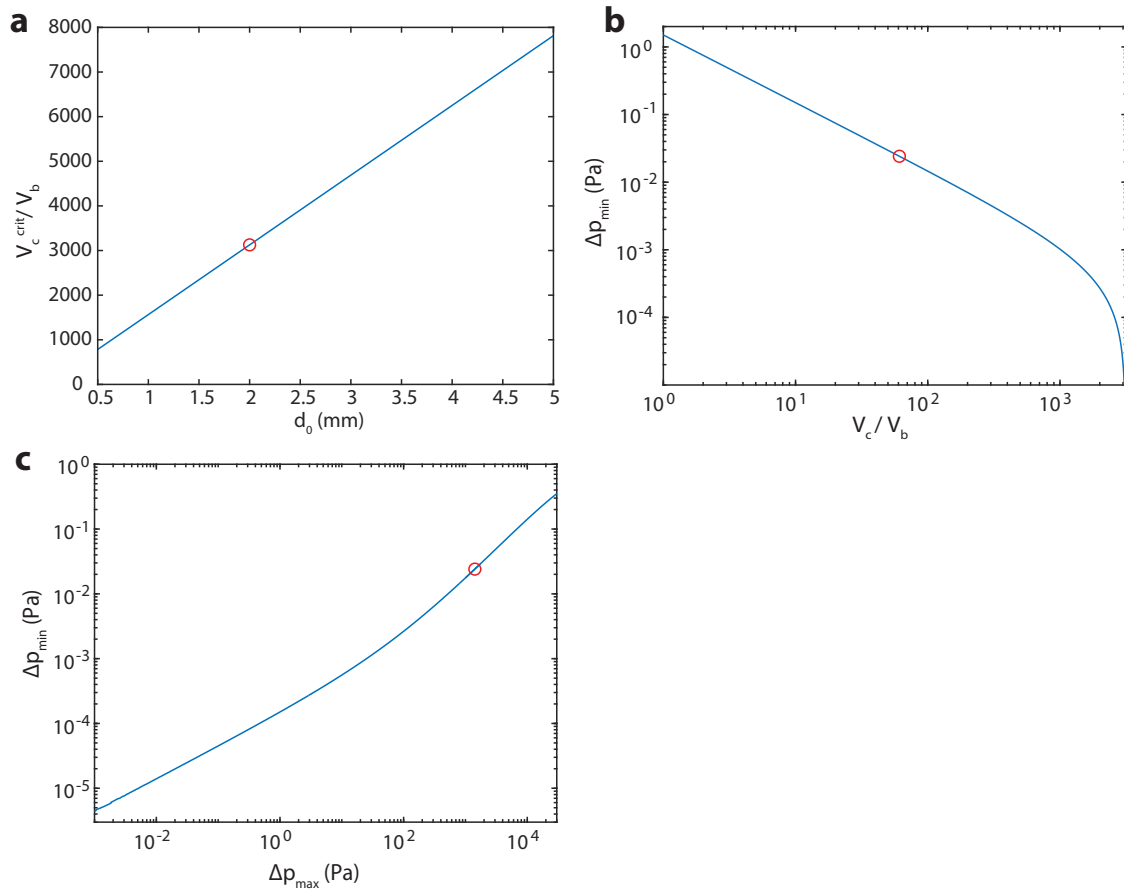 a
8000
7000
6000
5000
4000
3000
2000
1000
0
V_c^crit / V_b
0.5 1 1.5 2 2.5 3 3.5 4 4.5 5
d_0 (mm)
b
10^0
10^-1
10^-2
10^-3
10^-4
Δp_min (Pa)
10^0 10^1 10^2 10^3
V_c / V_b
c
10^0
10^-1
10^-2
10^-3
10^-4
10^-5
Δp_min (Pa)
10^-2 10^0 10^2 10^4
Δp_max (Pa)